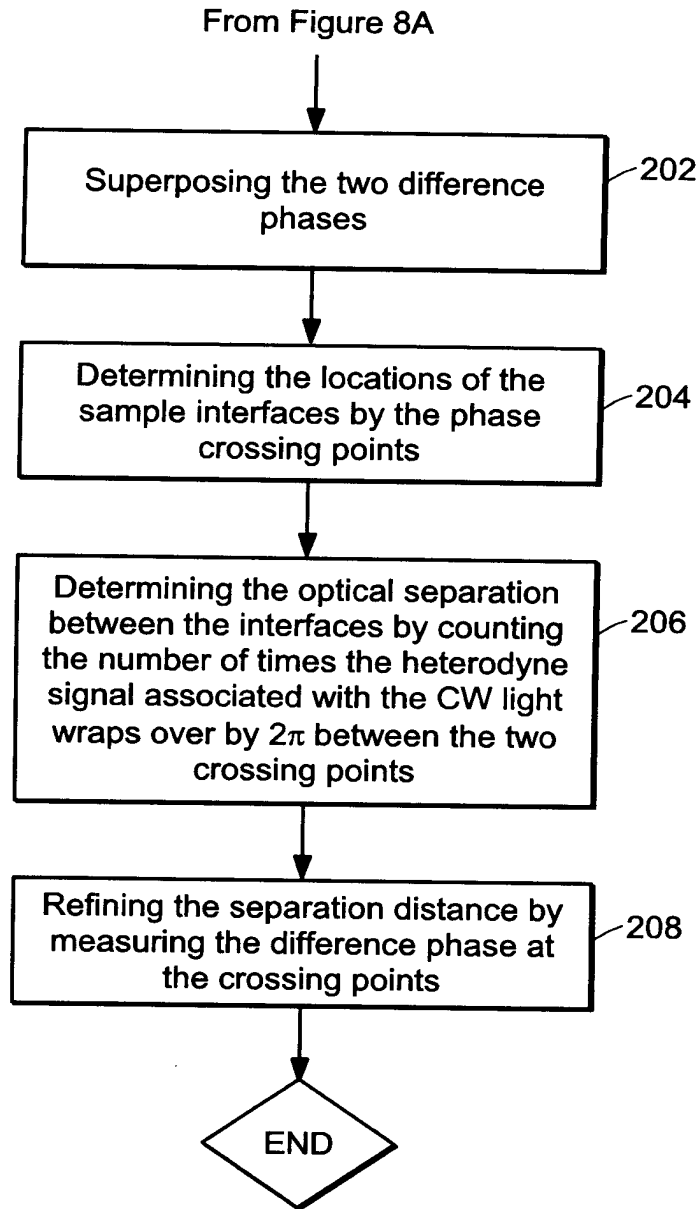 From Figure 8A
Superposing the two difference
phases
202
Determining the locations of the
sample interfaces by the phase
crossing points
204
Determining the optical separation
between the interfaces by counting
the number of times the heterodyne
signal associated with the CW light
wraps over by 2π between the two
crossing points
206
Refining the separation distance by
measuring the difference phase at
the crossing points
208
END